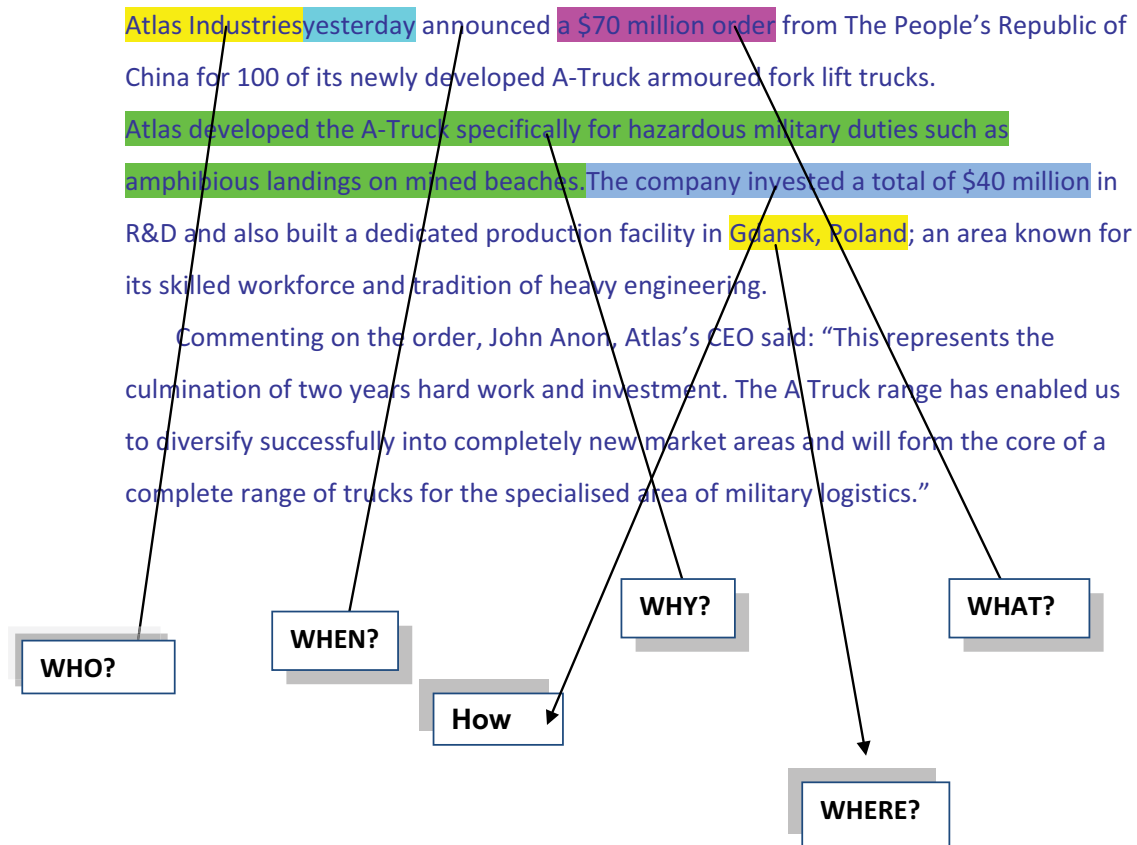 Atlas Industriesyesterday announced a $70 million order from The People’s Republic of
China for 100 of its newly developed A-Truck armoured fork lift trucks.
Atlas developed the A-Truck specifically for hazardous military duties such as
amphibious landings on mined beaches.The company invested a total of $40 million in
R&D and also built a dedicated production facility in Gdansk, Poland; an area known for
its skilled workforce and tradition of heavy engineering.
Commenting on the order, John Anon, Atlas’s CEO said: “This represents the
culmination of two years hard work and investment. The A Truck range has enabled us
to diversify successfully into completely new market areas and will form the core of a
complete range of trucks for the specialised area of military logistics.”
WHY?
WHAT?
WHEN?
WHO?
How
WHERE?